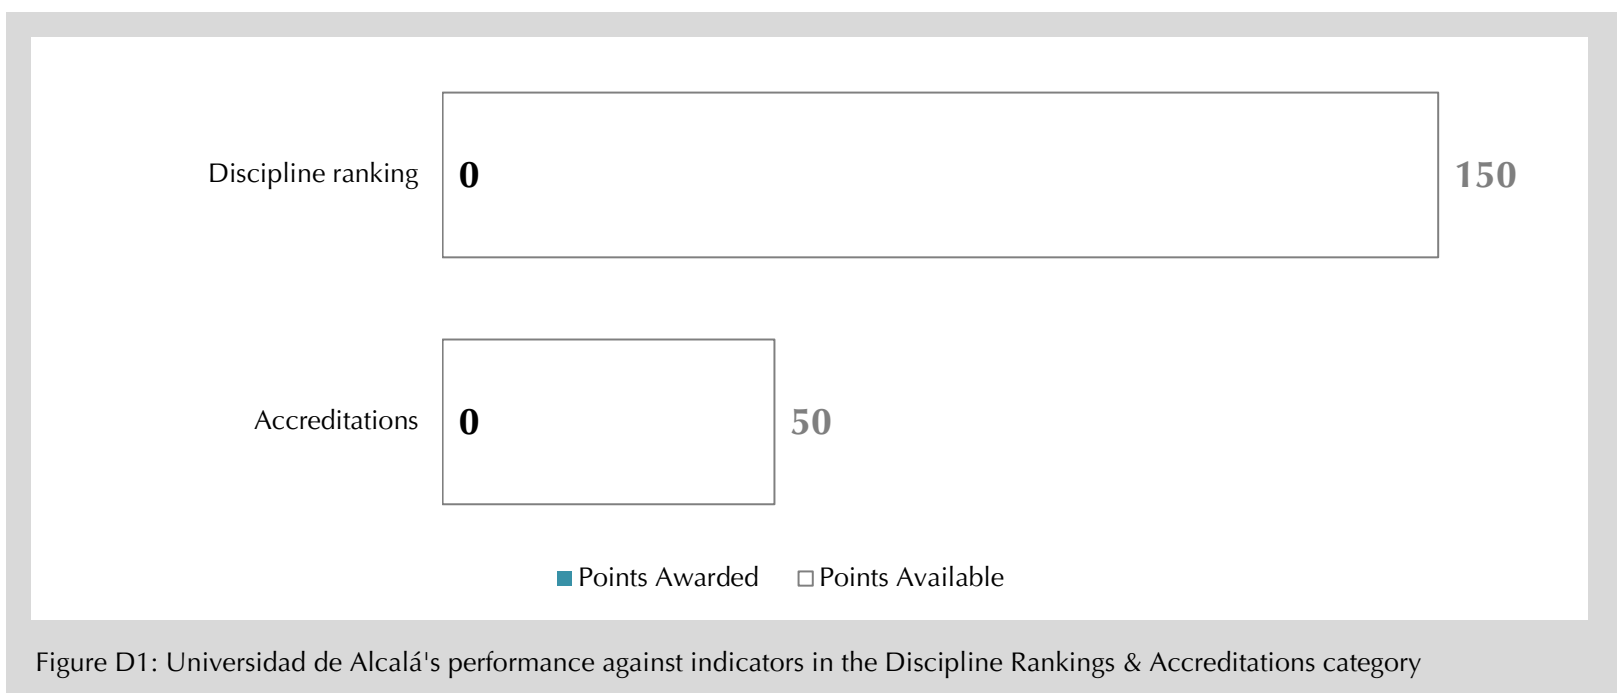 Discipline ranking 0 150
Accreditations 0 50
Points Awarded Points Available
Figure D1: Universidad de Alcalá's performance against indicators in the Discipline Rankings & Accreditations category